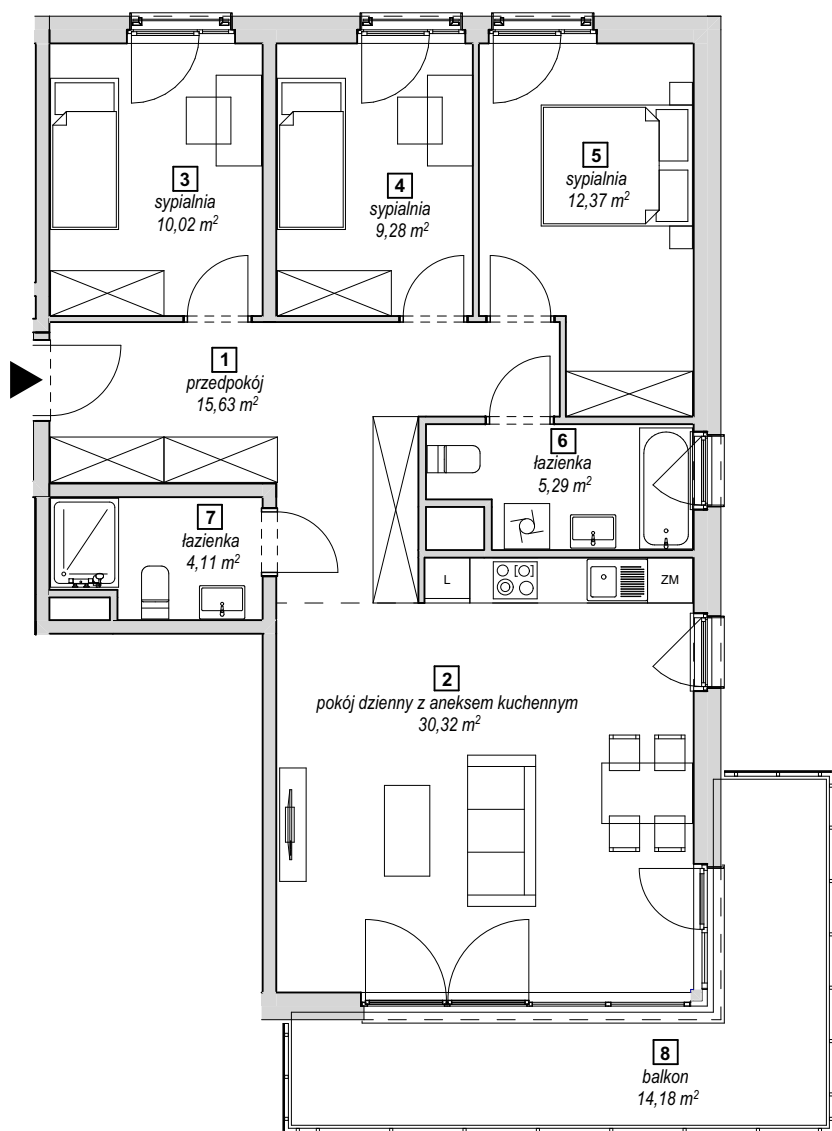 3
sypialnia
10,02 m²
4
sypialnia
9,28 m²
5
sypialnia
12,37 m²
1
przedpokój
15,63 m²
6
łazienka
5,29 m²
7
łazienka
4,11 m²
L
ZM
2
pokój dzienny z aneksem kuchennym
30,32 m²
8
balkon
14,18 m²